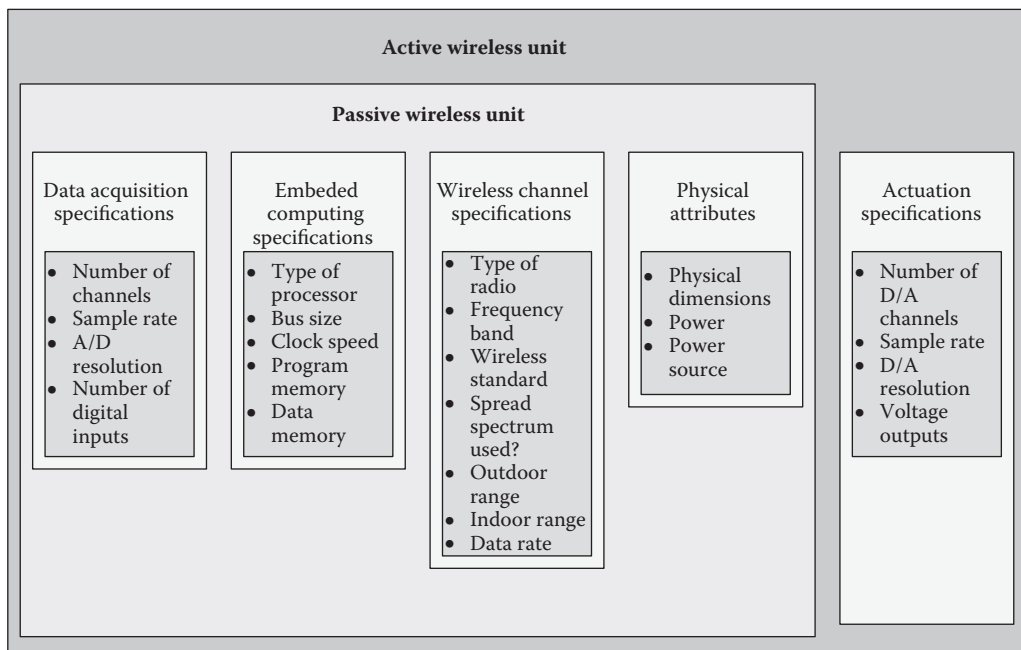 Active wireless unit
Passive wireless unit
Data acquisition
specifications
• Number of
channels
• Sample rate
• A/D
resolution
• Number of
digital
inputs
Embeded
computing
specifications
• Type of
processor
• Bus size
• Clock speed
• Program
memory
• Data
memory
Wireless channel
specifications
• Type of
radio
• Frequency
band
• Wireless
standard
• Spread
spectrum
used?
• Outdoor
range
• Indoor range
• Data rate
Physical
attributes
• Physical
dimensions
• Power
• Power
source
Actuation
specifications
• Number of
D/A
channels
• Sample rate
• D/A
resolution
• Voltage
outputs